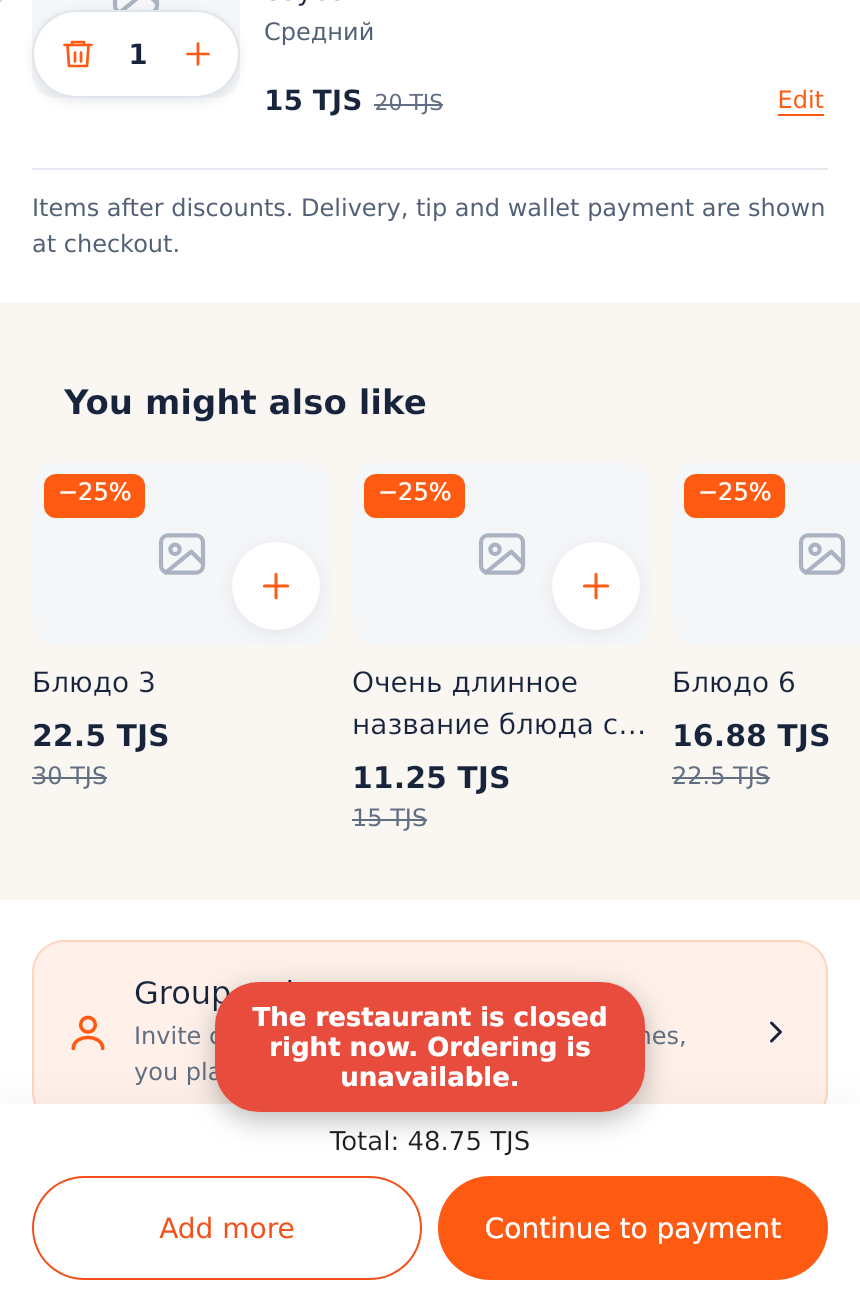 1
Средний
15 TJS 20 TJS
Edit
Items after discounts. Delivery, tip and wallet payment are shown
at checkout.
You might also like
−25%
−25%
−25%
Блюдо 3
22.5 TJS
30 TJS
Очень длинное
название блюда с…
11.25 TJS
15 TJS
Блюдо 6
16.88 TJS
22.5 TJS
Group
Invite
you
The restaurant is closed
right now. Ordering is
unavailable.
Total: 48.75 TJS
Add more
Continue to payment